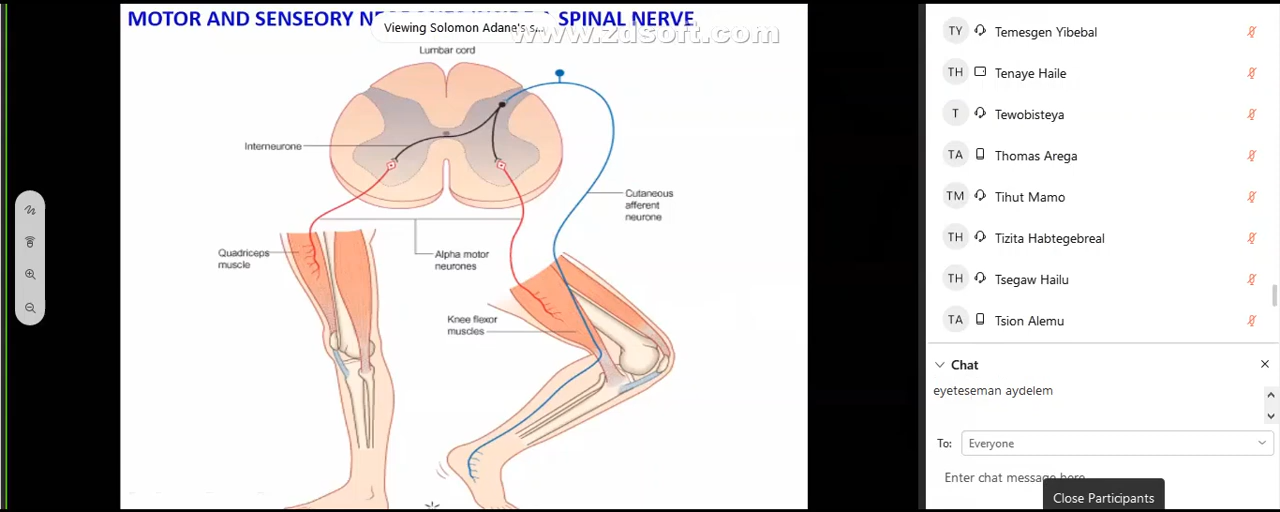 MOTOR AND SENSEORY
SPINAL NERVE
Viewing Solomon Adane's s...
www.zdsoft.com
Lumbar cord
Interneurone
Cutaneous
afferent
neurone
Quadriceps
muscle
Alpha motor
neurones
Knee flexor
muscles
TY Temesgen Yibebal
TH Tenaye Haile
T Tewobisteya
TA Thomas Arega
TM Tihut Mamo
TH Tizita Habtegebreal
TH Tsegaw Hailu
TA Tsion Alemu
Chat
eyeteseman aydelem
To: Everyone
Enter chat message here
Close Participants